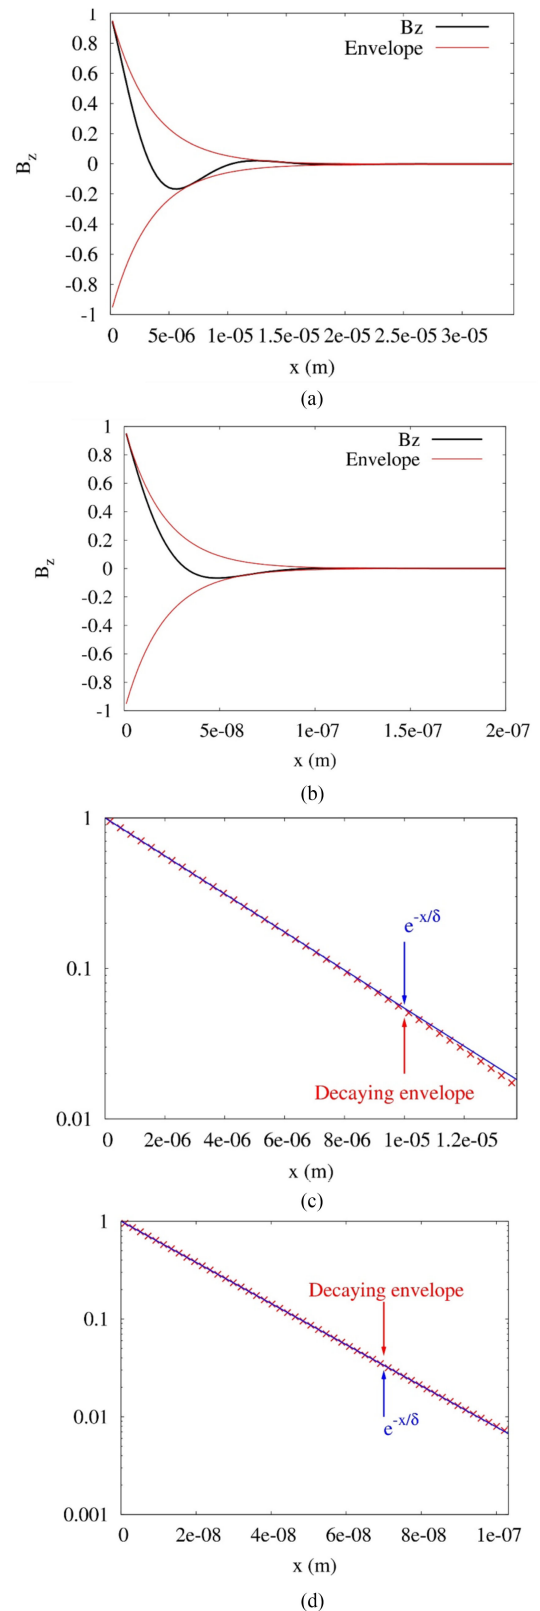 1
0.8
0.6
0.4
0.2
0
-0.2
-0.4
-0.6
-0.8
-1
B_z
Bz
Envelope
0 5e-06 1e-05 1.5e-05 2e-05 2.5e-05 3e-05
x (m)
(a)
1
0.8
0.6
0.4
0.2
0
-0.2
-0.4
-0.6
-0.8
-1
B_z
Bz
Envelope
0 5e-08 1e-07 1.5e-07 2e-07
x (m)
(b)
1
0.1
0.01
e^-x/δ
Decaying envelope
0 2e-06 4e-06 6e-06 8e-06 1e-05 1.2e-05
x (m)
(c)
1
0.1
0.01
0.001
Decaying envelope
e^-x/δ
0 2e-08 4e-08 6e-08 8e-08 1e-07
x (m)
(d)